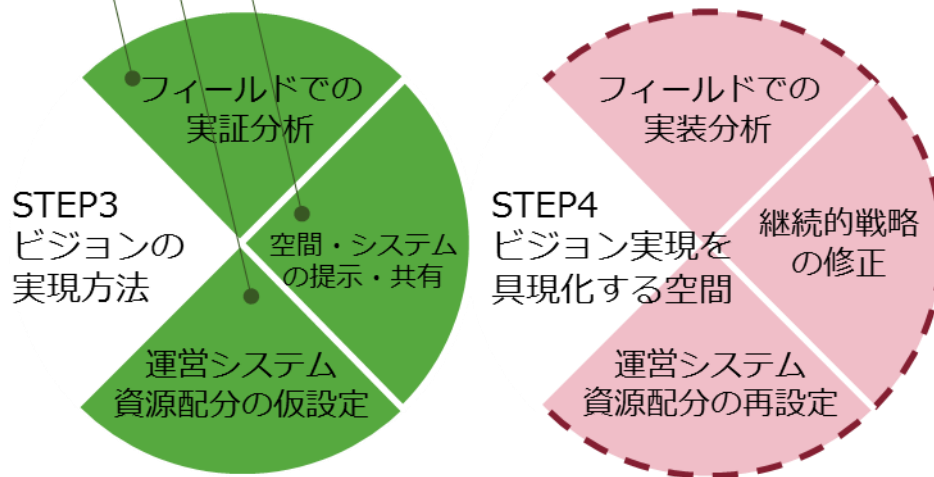 フィールドでの
実証分析
STEP3
ビジョンの
実現方法
空間・システム
の提示・共有
運営システム
資源配分の仮設定
フィールドでの
実装分析
STEP4
ビジョン実現を
具現化する空間
継続的戦略
の修正
運営システム
資源配分の再設定